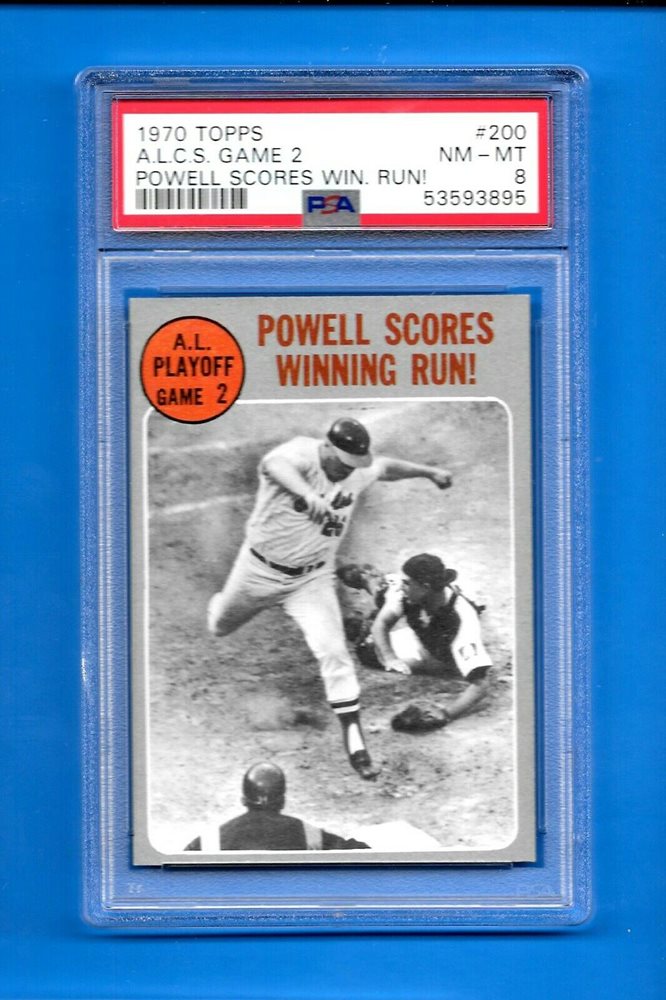 1970 TOPPS #200
A.L.C.S. GAME 2 NM - MT
POWELL SCORES WIN. RUN! 8
PSA 53593895
A.L.
PLAYOFF
GAME 2
POWELL SCORES
WINNING RUN!
26